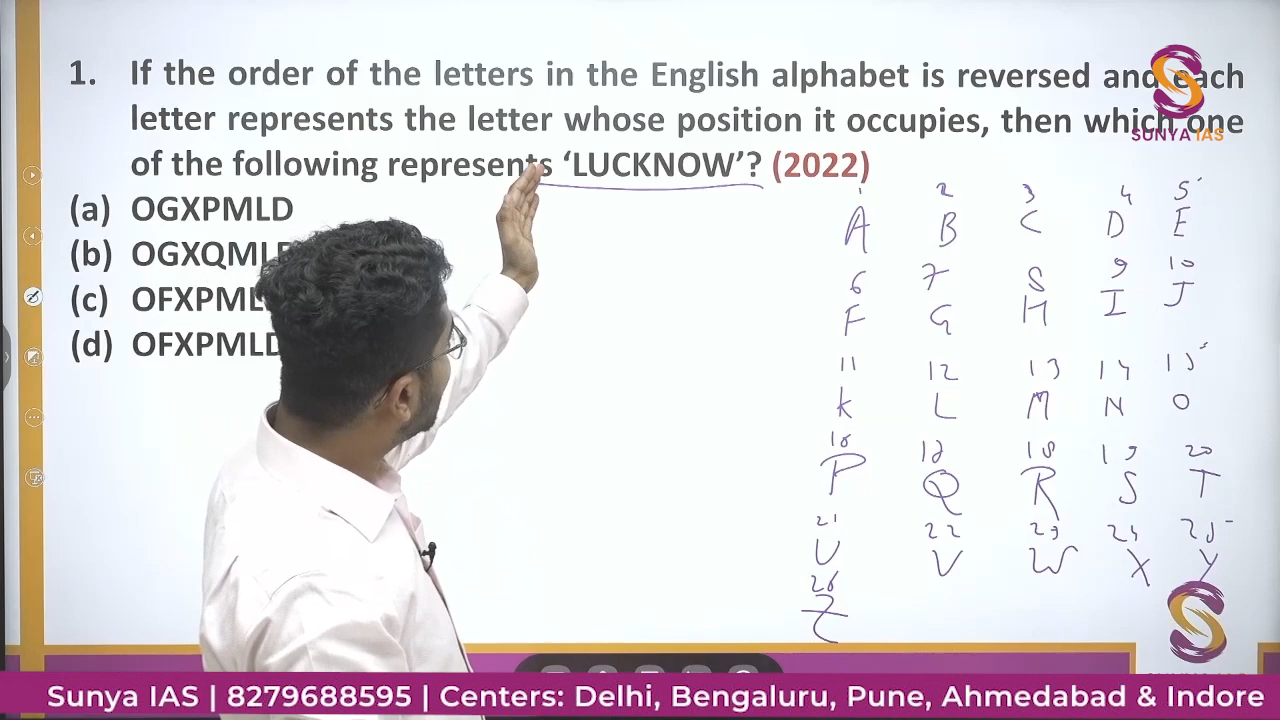 1. If the order of the letters in the English alphabet is reversed and each
letter represents the letter whose position it occupies, then which one
of the following represents ‘LUCKNOW’? (2022)
(a) OGXPMLD
(b) OGXQML
(c) OFXPML
(d) OFXPMLD
SUNYA IAS
1 2 3 4 5
A B C D E
6 7 8 9 10
F G H I J
11 12 13 14 15
K L M N O
16 17 18 19 20
P Q R S T
21 22 23 24 25
U V W X Y
26
Z
Sunya IAS | 8279688595 | Centers: Delhi, Bengaluru, Pune, Ahmedabad & Indore